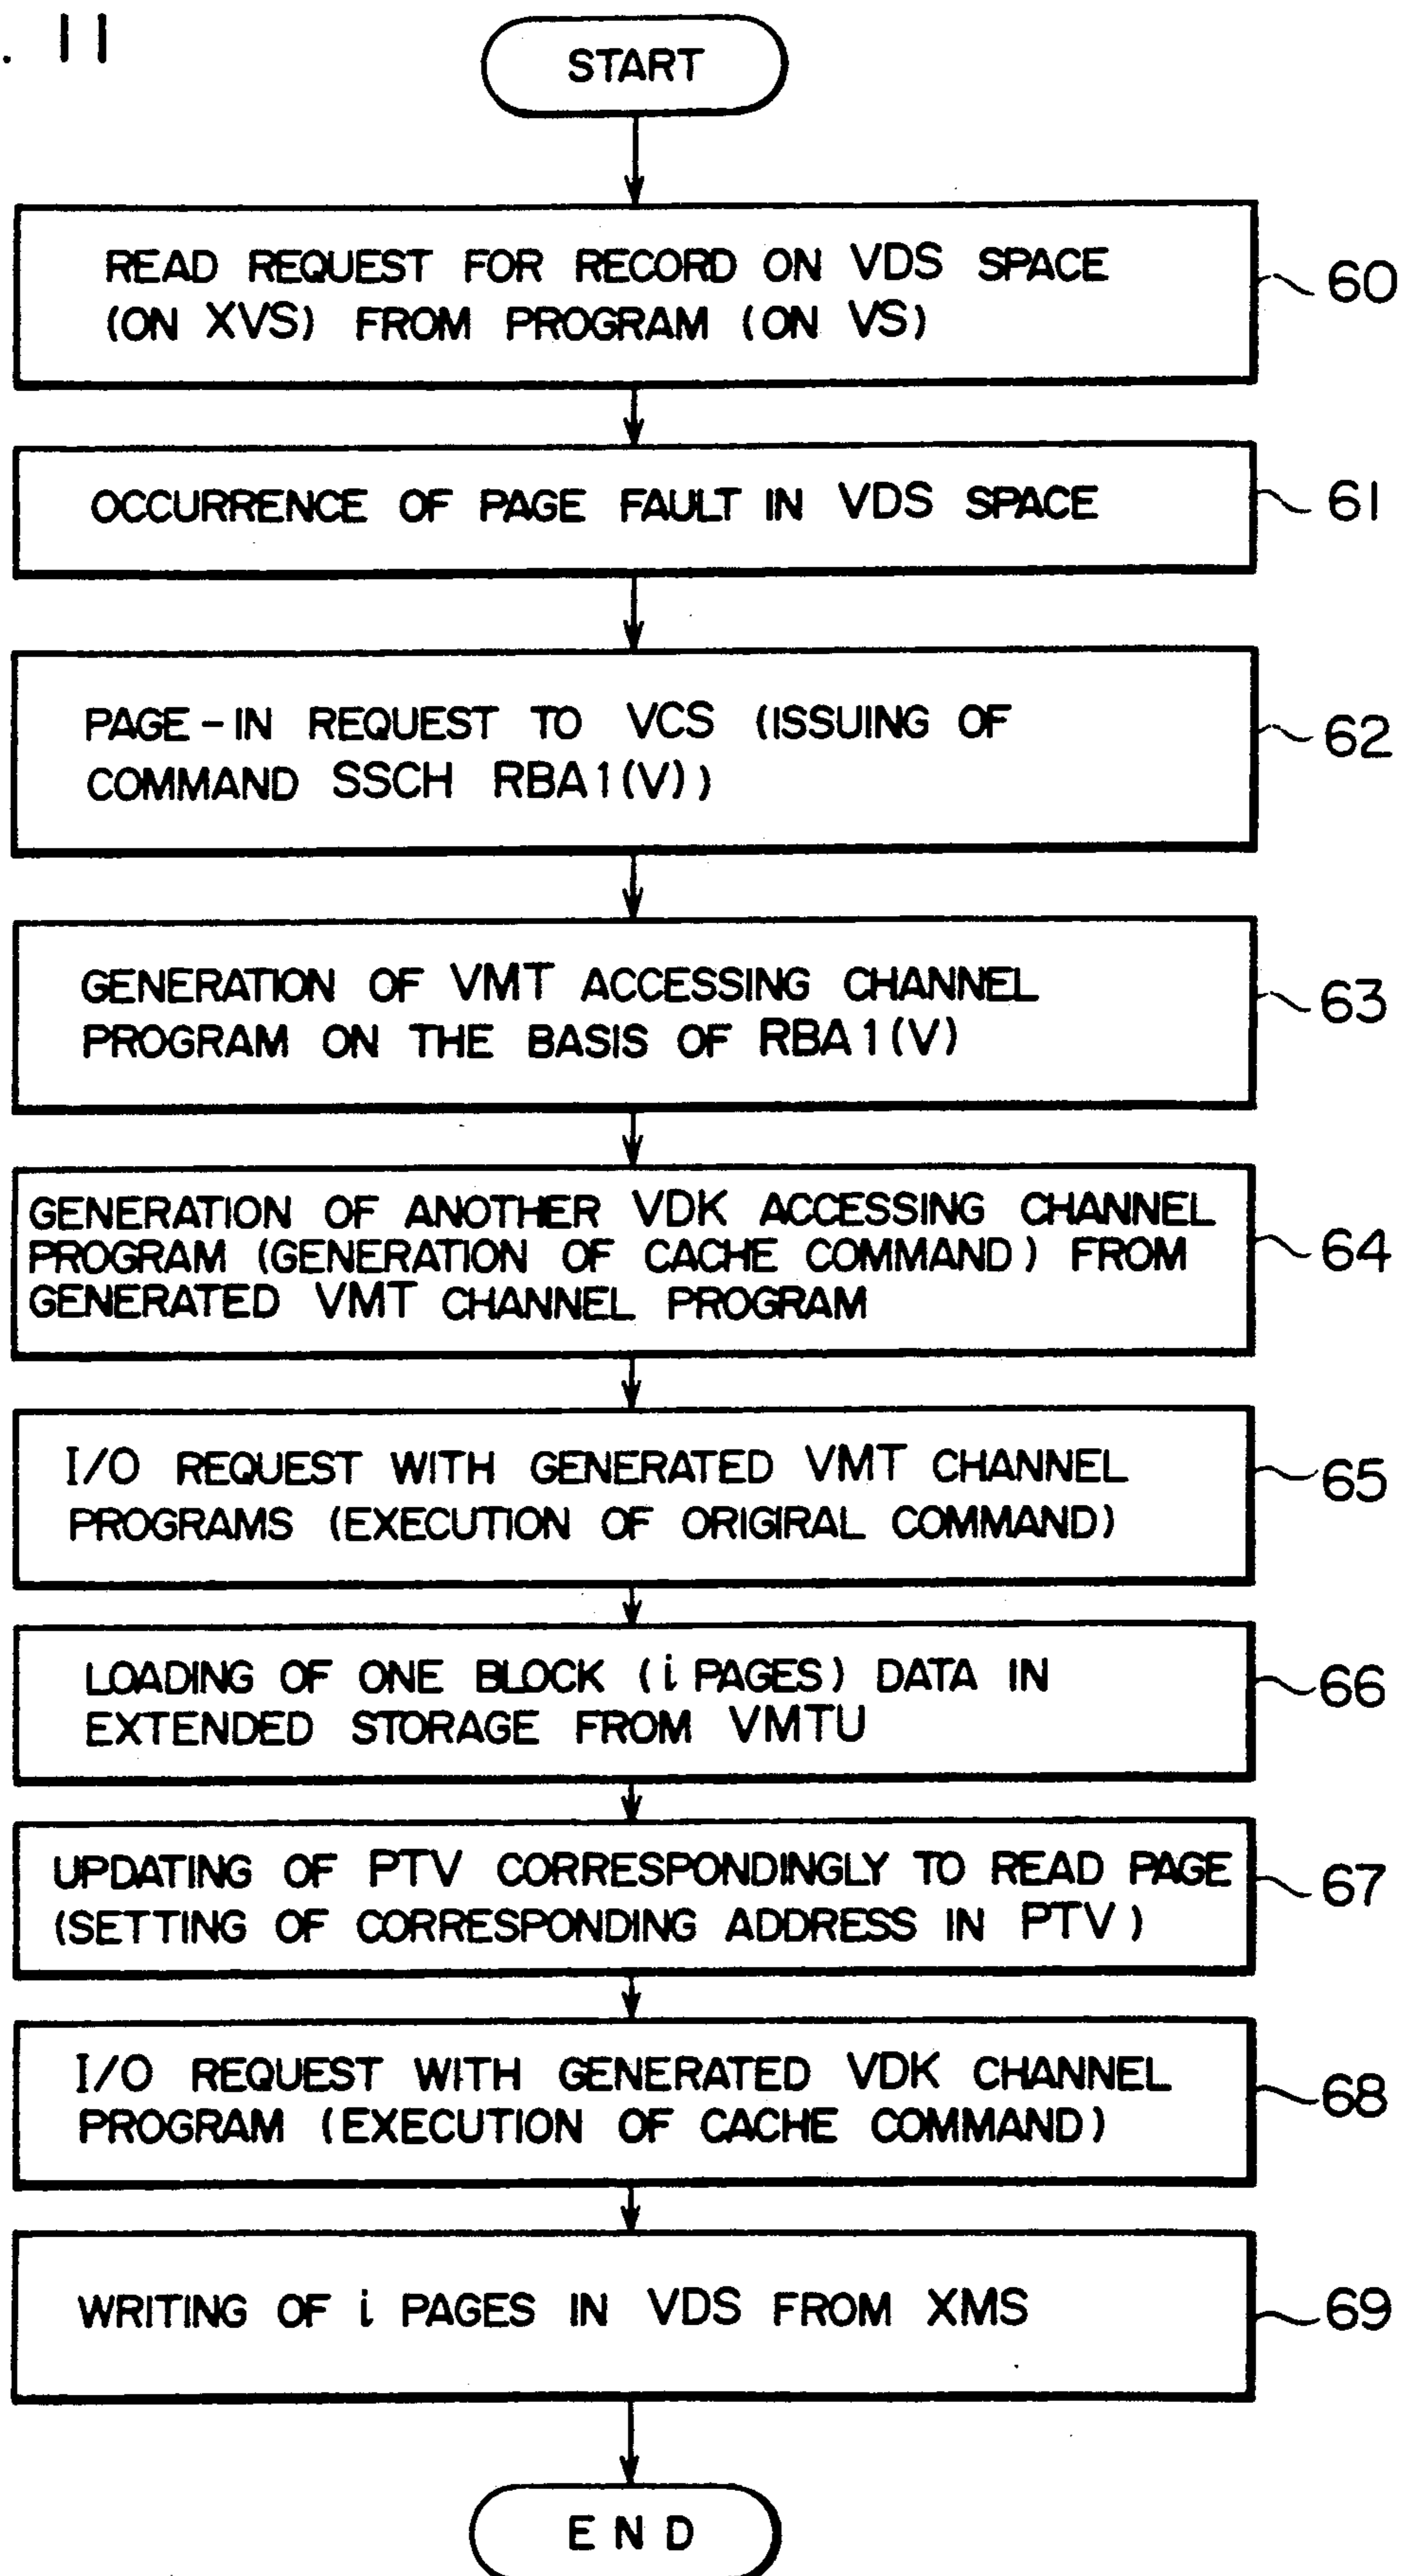 . 11
START
READ REQUEST FOR RECORD ON VDS SPACE
(ON XVS) FROM PROGRAM (ON VS)
60
OCCURRENCE OF PAGE FAULT IN VDS SPACE
61
PAGE-IN REQUEST TO VCS (ISSUING OF
COMMAND SSCH RBA1(V))
62
GENERATION OF VMT ACCESSING CHANNEL
PROGRAM ON THE BASIS OF RBA1(V)
63
GENERATION OF ANOTHER VDK ACCESSING CHANNEL
PROGRAM (GENERATION OF CACHE COMMAND) FROM
GENERATED VMT CHANNEL PROGRAM
64
I/O REQUEST WITH GENERATED VMT CHANNEL
PROGRAMS (EXECUTION OF ORIGIRAL COMMAND)
65
LOADING OF ONE BLOCK (i PAGES) DATA IN
EXTENDED STORAGE FROM VMTU
66
UPDATING OF PTV CORRESPONDINGLY TO READ PAGE
(SETTING OF CORRESPONDING ADDRESS IN PTV)
67
I/O REQUEST WITH GENERATED VDK CHANNEL
PROGRAM (EXECUTION OF CACHE COMMAND)
68
WRITING OF i PAGES IN VDS FROM XMS
69
END